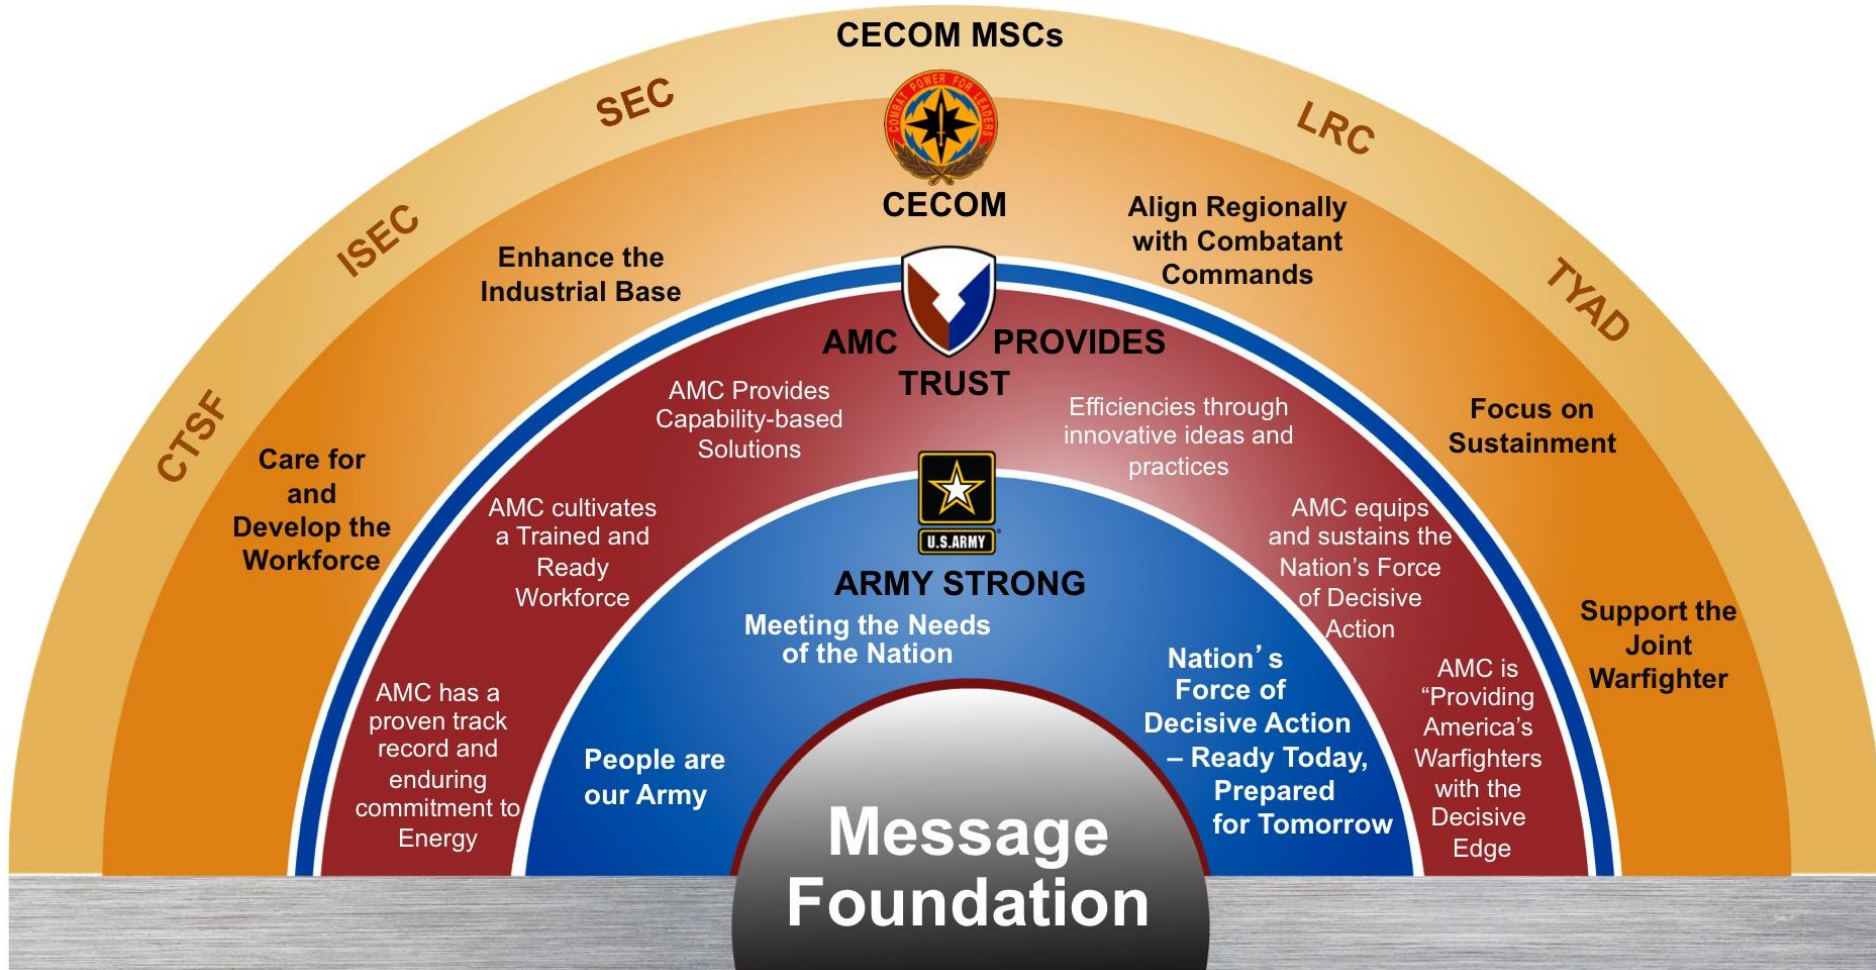 CECOM MSCs
CTSF
ISEC
SEC
LRC
TYAD
COMBAT POWER FOR LEADERS
CECOM
Care for
and
Develop the
Workforce
Enhance the
Industrial Base
Align Regionally
with Combatant
Commands
Focus on
Sustainment
Support the
Joint
Warfighter
AMC PROVIDES
TRUST
AMC has a
proven track
record and
enduring
commitment to
Energy
AMC cultivates
a Trained and
Ready
Workforce
AMC Provides
Capability-based
Solutions
Efficiencies through
innovative ideas and
practices
AMC equips
and sustains the
Nation’s Force
of Decisive
Action
AMC is
“Providing
America’s
Warfighters
with the
Decisive
Edge
U.S.ARMY
ARMY STRONG
People are
our Army
Meeting the Needs
of the Nation
Nation’s
Force of
Decisive Action
– Ready Today,
Prepared
for Tomorrow
Message
Foundation